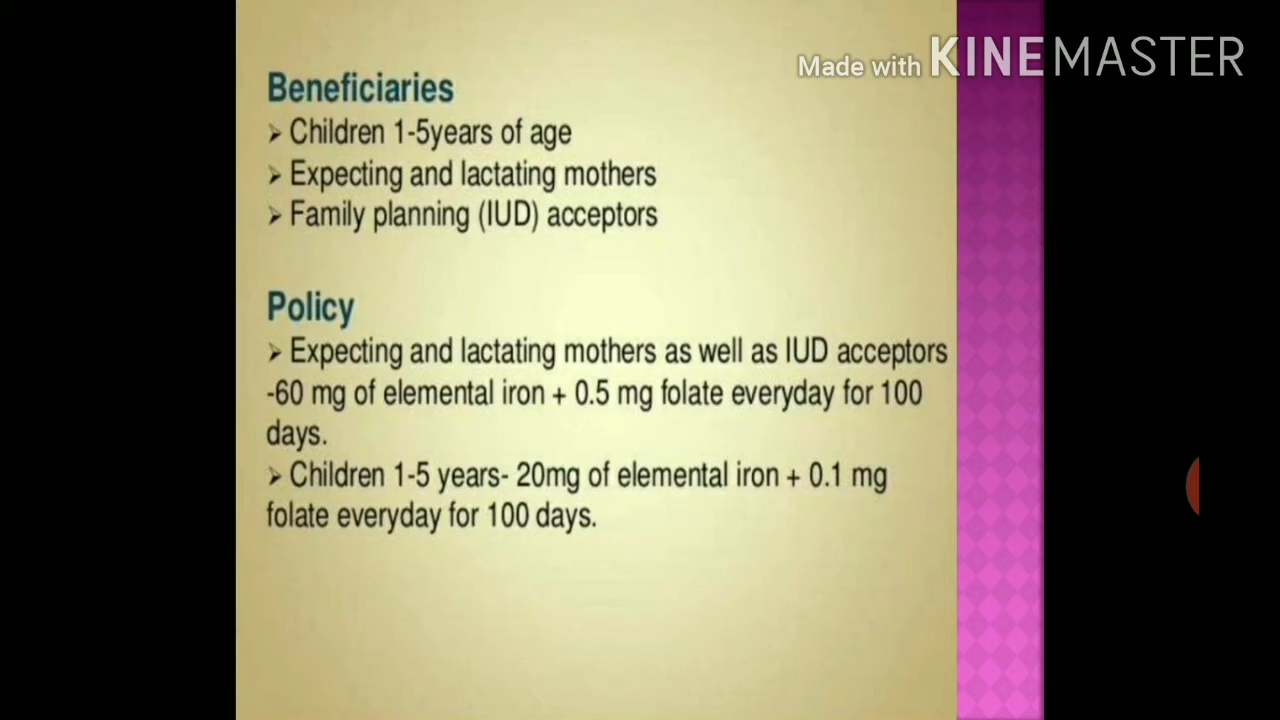 Made with KINEMASTER
Beneficiaries
➢ Children 1-5years of age
➢ Expecting and lactating mothers
➢ Family planning (IUD) acceptors
Policy
➢ Expecting and lactating mothers as well as IUD acceptors
-60 mg of elemental iron + 0.5 mg folate everyday for 100
days.
➢ Children 1-5 years- 20mg of elemental iron + 0.1 mg
folate everyday for 100 days.